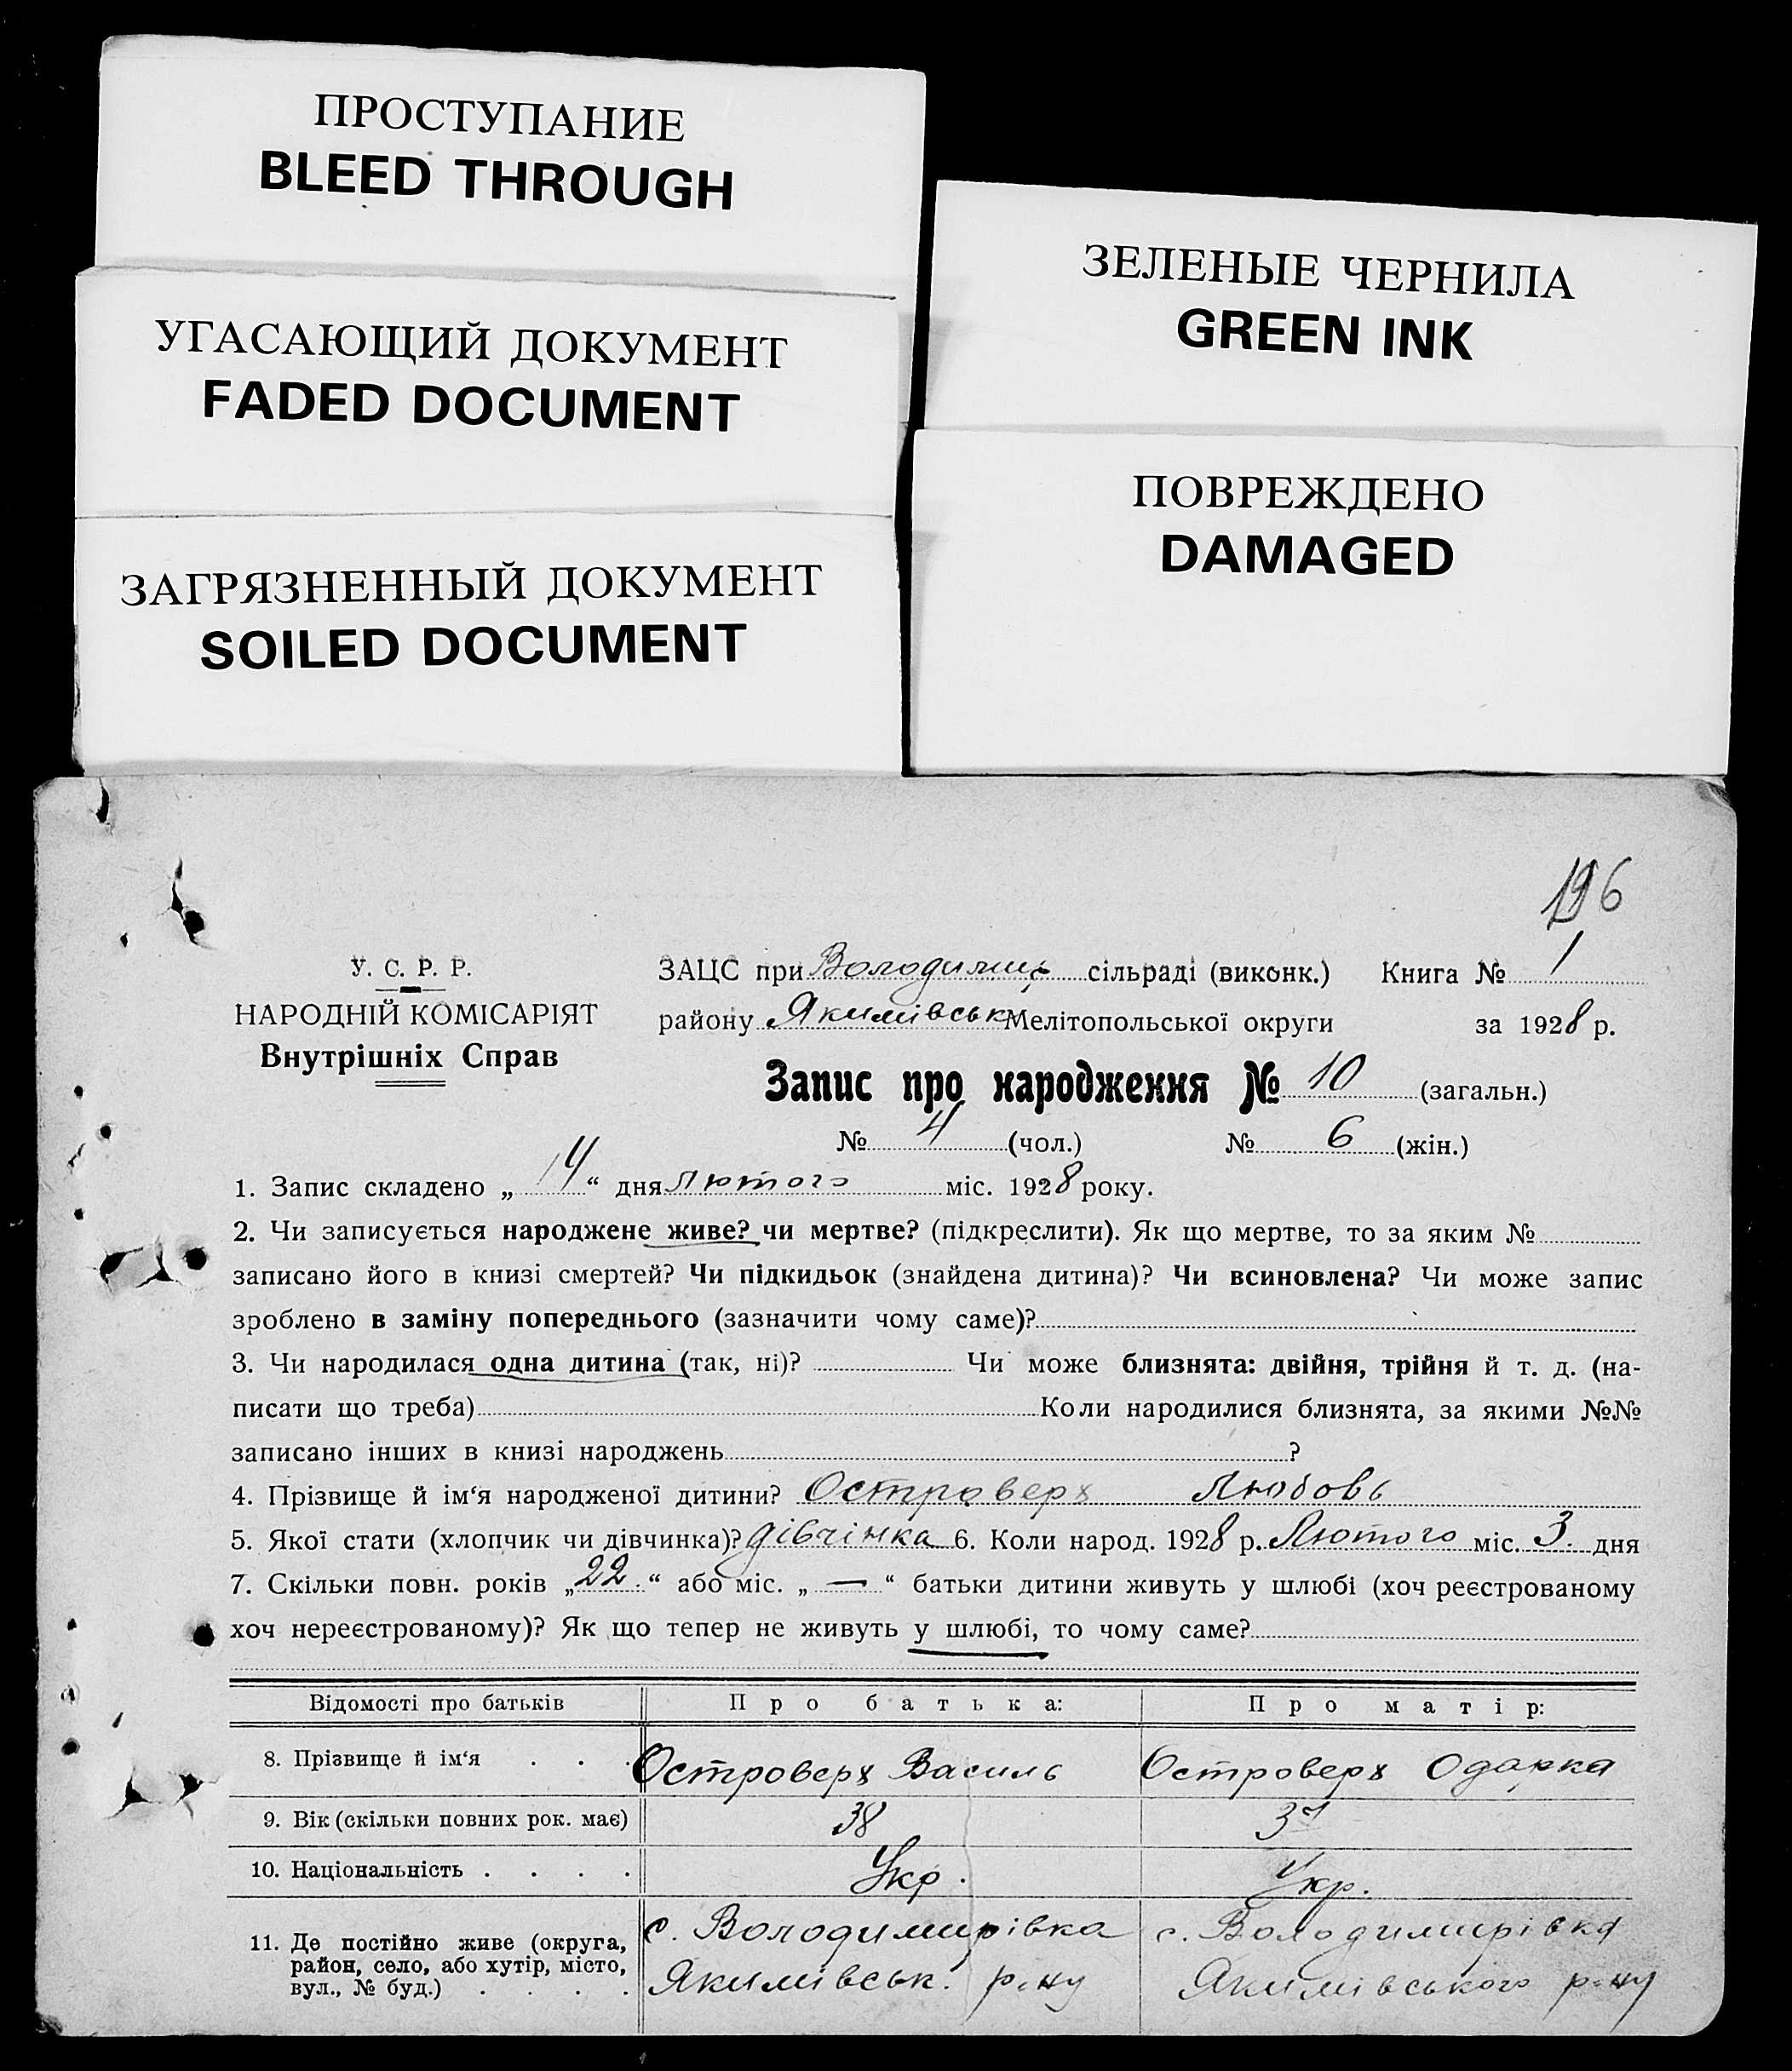 ПРОСТУПАНИЕ
BLEED THROUGH
УГАСАЮЩИЙ ДОКУМЕНТ
FADED DOCUMENT
ЗАГРЯЗНЕННЫЙ ДОКУМЕНТ
SOILED DOCUMENT
ЗЕЛЕНЫЕ ЧЕРНИЛА
GREEN INK
ПОВРЕЖДЕНО
DAMAGED
У. С. Р. Р.
НАРОДНІЙ КОМІСАРІЯТ
Внутрішніх Справ
ЗАЦС при сільраді (виконк.) Книга № 1
району Якимівськ Мелітопольської округи за 1928 р.
Запис про народження № 10 (загальн.)
№ 4 (чол.) № 6 (жін.)
1. Запис складено „14“ дня лютого міс. 1928 року.
2. Чи записується народжене живе? чи мертве? (підкреслити). Як що мертве, то за яким №
записано його в книзі смертей? Чи підкидьок (знайдена дитина)? Чи всиновлена? Чи може запис
зроблено в заміну попереднього (зазначити чому саме)?
3. Чи народилася одна дитина (так, ні)? Чи може близнята: двійня, трійня й т. д. (на-
писати що треба) Коли народилися близнята, за якими №№
записано інших в книзі народжень ?
4. Прізвище й ім‘я народженої дитини? Островерх Любовь
5. Якої стати (хлопчик чи дівчинка)? дівчінка 6. Коли народ. 1928 р. Лютого міс. 3. дня
7. Скільки повн. років „22.“ або міс. „—“ батьки дитини живуть у шлюбі (хоч реєстрованому
хоч нереєстрованому)? Як що тепер не живуть у шлюбі, то чому саме?
Відомості про батьків Про батька: Про матір:
8. Прізвище й ім‘я . . . Островерх Василь Островерх Одарка
9. Вік (скільки повних рок. має) 38 37
10. Національність . . . . Укр. Укр.
11. Де постійно живе (округа, район, село, або хутір, місто, вул., № буд.) . . . .
с. Володимирівка
Якимівськ. р-ну
с. Володимирівка
Якимівського р-ну